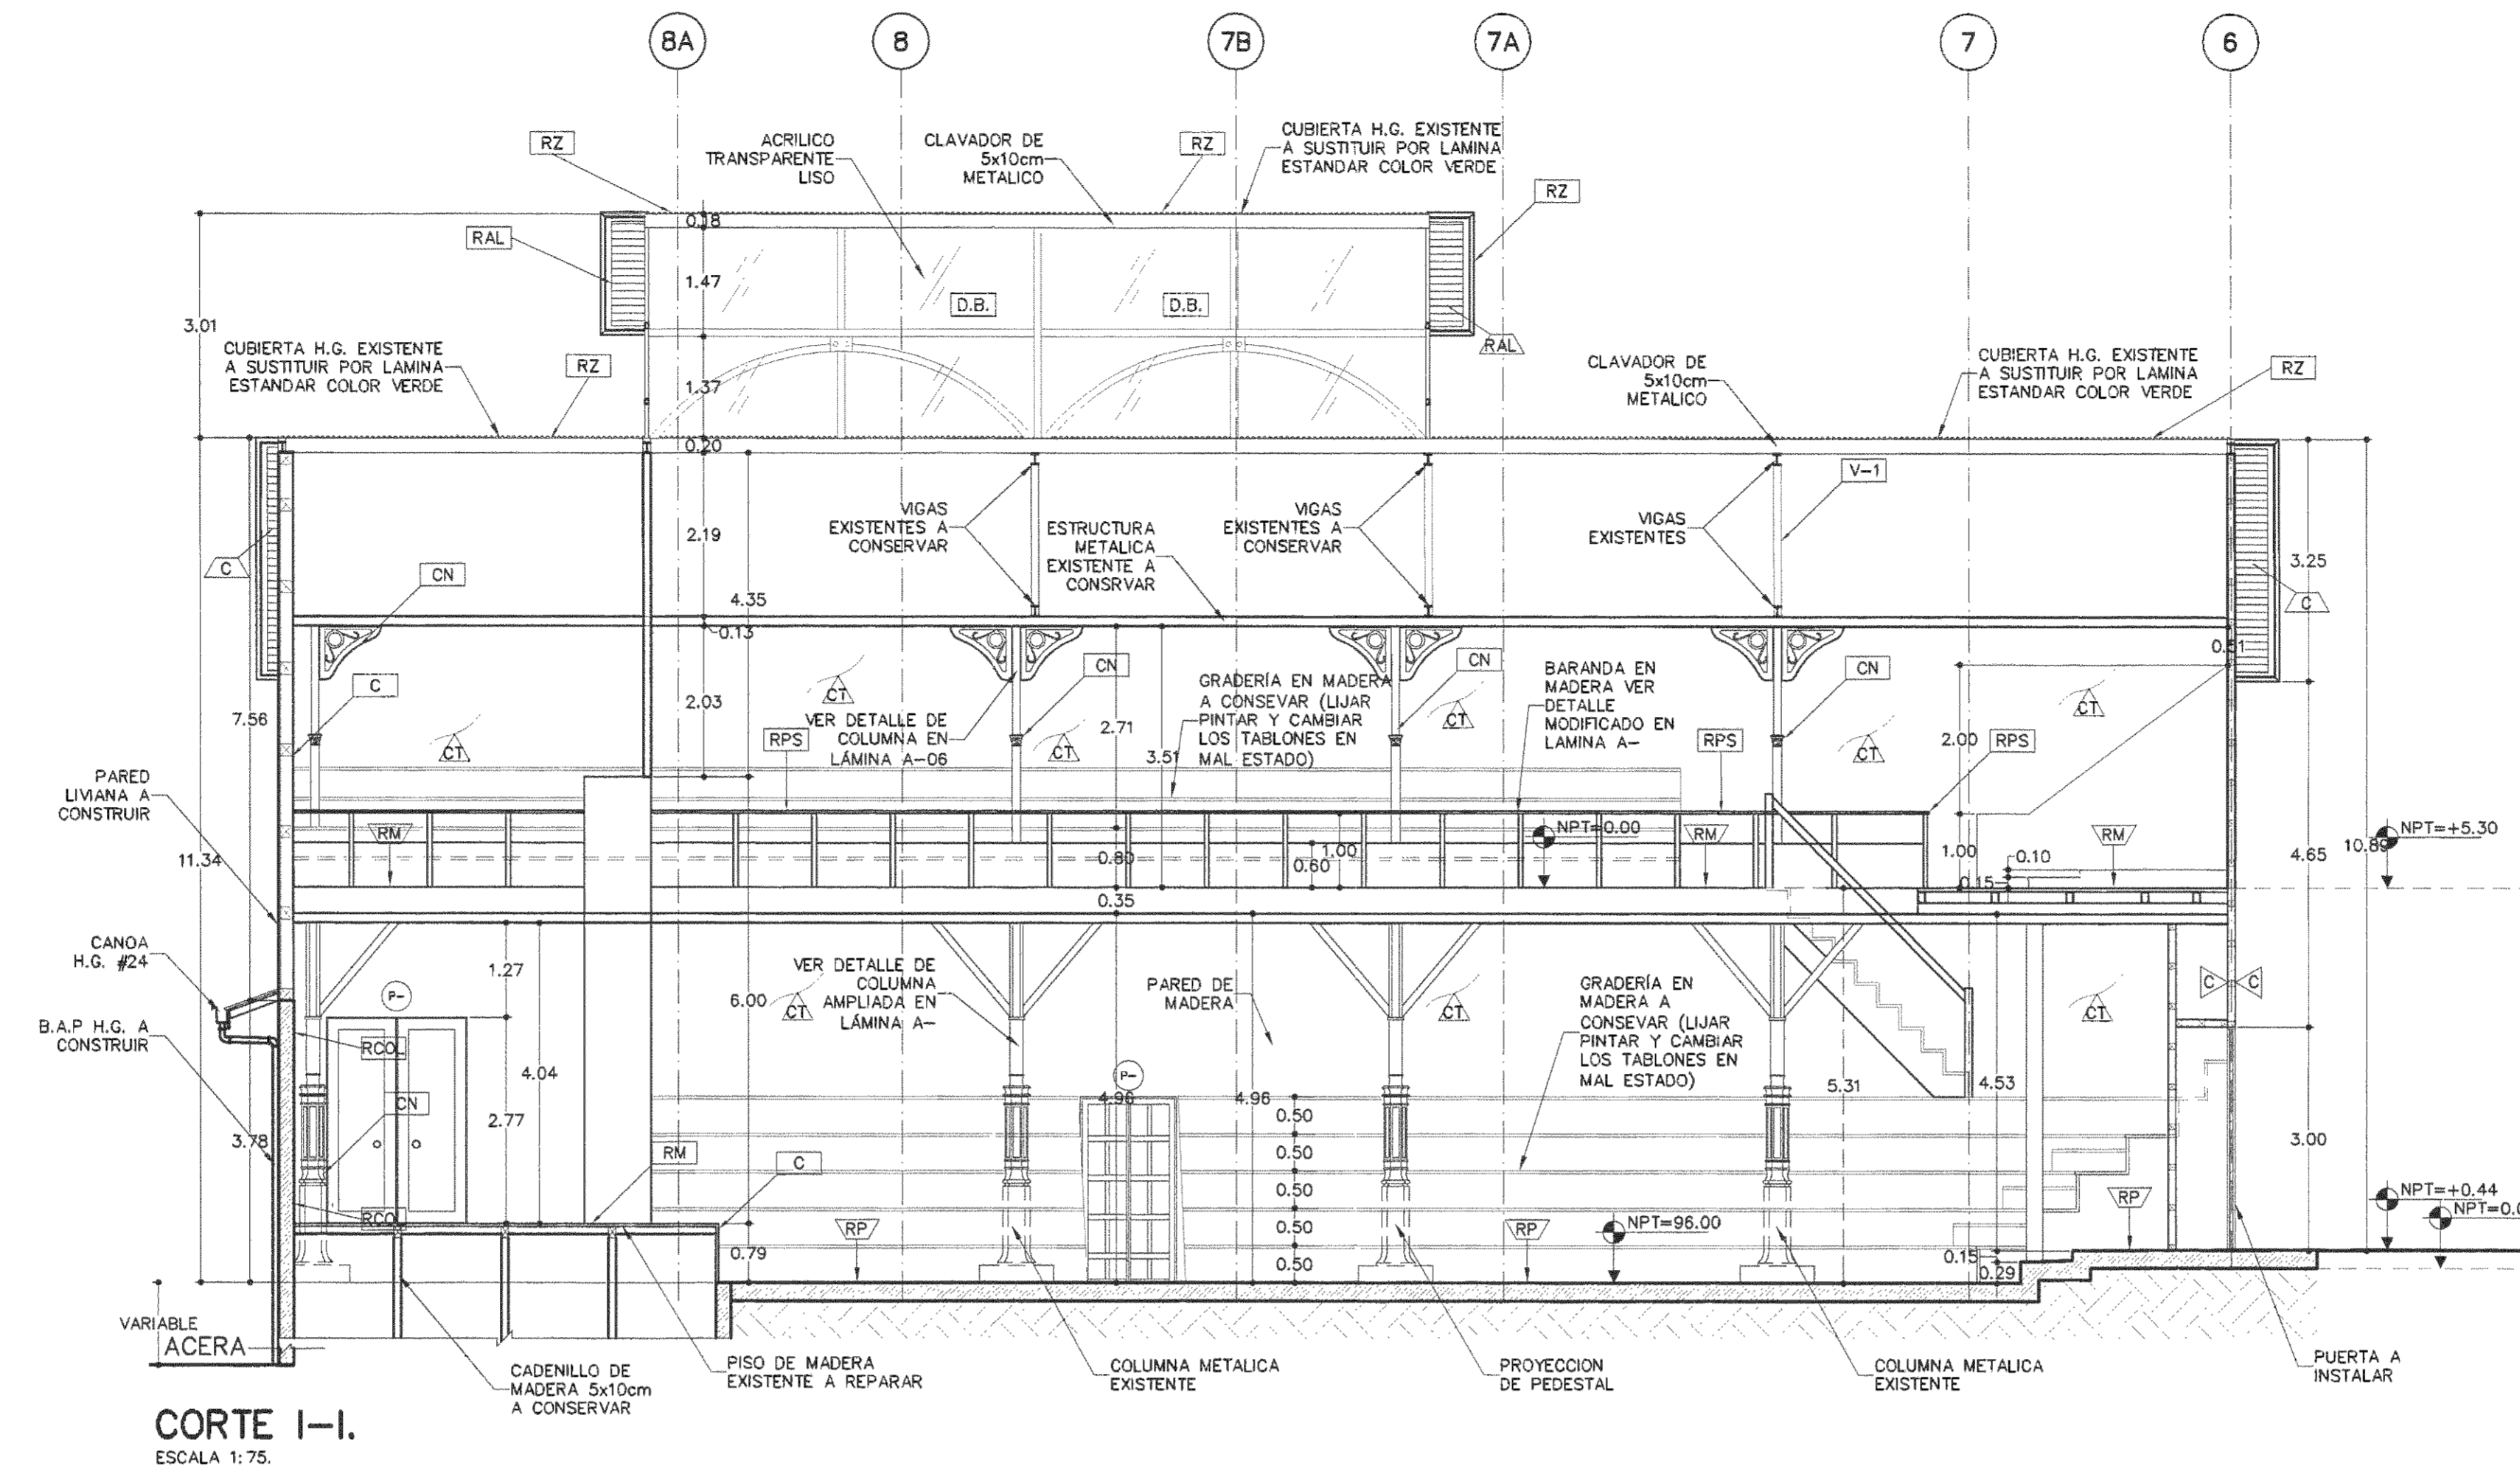 8A
8
7B
7A
7
6
RZ
ACRILICO
TRANSPARENTE
LISO
CLAVADOR DE
5x10cm
METALICO
RZ
CUBIERTA H.G. EXISTENTE
A SUSTITUIR POR LAMINA
ESTANDAR COLOR VERDE
RZ
RAL
0.18
1.47
D.B.
D.B.
3.01
RAL
CUBIERTA H.G. EXISTENTE
A SUSTITUIR POR LAMINA
ESTANDAR COLOR VERDE
RZ
1.37
CLAVADOR DE
5x10cm
METALICO
CUBIERTA H.G. EXISTENTE
A SUSTITUIR POR LAMINA
ESTANDAR COLOR VERDE
RZ
0.20
V-1
2.19
VIGAS
EXISTENTES A
CONSERVAR
ESTRUCTURA
METALICA
EXISTENTE A
CONSRVAR
VIGAS
EXISTENTES A
CONSERVAR
VIGAS
EXISTENTES
3.25
C
CN
4.35
C
0.13
0.51
C
CT
CN
GRADERÍA EN MADERA
A CONSEVAR (LIJAR
PINTAR Y CAMBIAR
LOS TABLONES EN
MAL ESTADO)
CN
BARANDA EN
MADERA VER
DETALLE
MODIFICADO EN
LAMINA A-
CN
CT
7.56
2.03
VER DETALLE DE
COLUMNA EN
LÁMINA A-06
2.71
3.51
CT
CT
RPS
CT
RPS
CT
2.00
RPS
PARED
LIVIANA A
CONSTRUIR
RM
NPT=0.00
RM
RM
NPT=+5.30
11.34
0.80
0.60
1.00
1.00
0.10
0.15
4.65
10.89
0.35
CANOA
H.G. #24
1.27
P-
6.00
CT
VER DETALLE DE
COLUMNA
AMPLIADA EN
LÁMINA A-
PARED DE
MADERA
CT
GRADERÍA EN
MADERA A
CONSEVAR (LIJAR
PINTAR Y CAMBIAR
LOS TABLONES EN
MAL ESTADO)
CT
C
C
B.A.P H.G. A
CONSTRUIR
RCOL
4.04
P-
4.96
4.96
5.31
4.53
CN
2.77
0.50
0.50
0.50
0.50
0.50
3.78
RM
C
3.00
RCOL
RP
NPT=96.00
RP
RP
NPT=+0.44
0.79
0.15
0.29
VARIABLE
ACERA
CADENILLO DE
MADERA 5x10cm
A CONSERVAR
PISO DE MADERA
EXISTENTE A REPARAR
COLUMNA METALICA
EXISTENTE
PROYECCION
DE PEDESTAL
COLUMNA METALICA
EXISTENTE
PUERTA A
INSTALAR
CORTE I-I.
ESCALA 1:75.